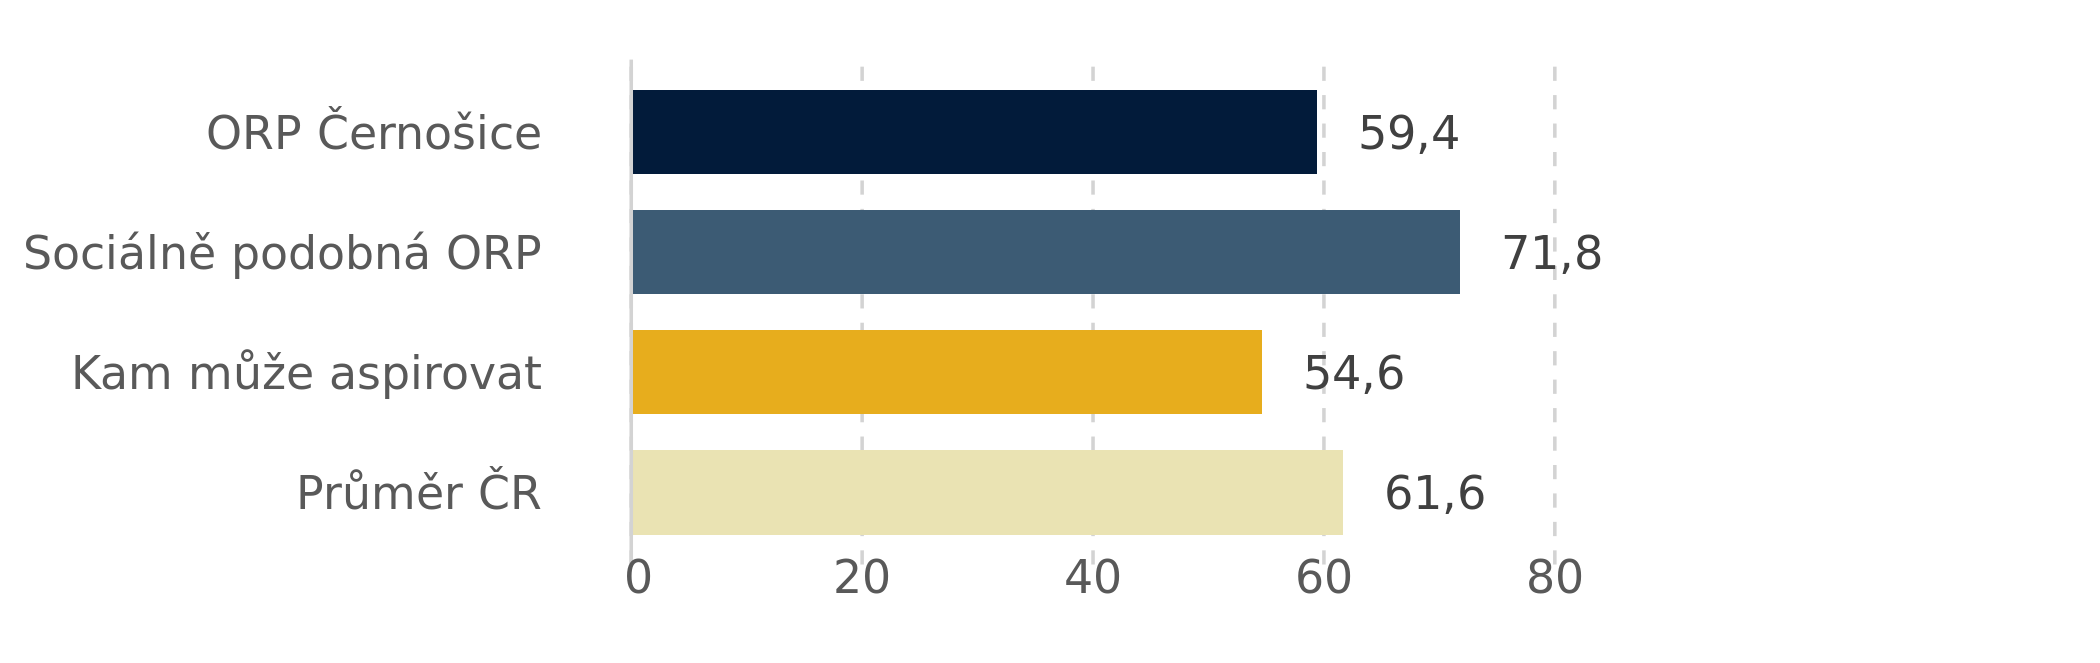 ORP Černošice 59,4
Sociálně podobná ORP 71,8
Kam může aspirovat 54,6
Průměr ČR 61,6
0 20 40 60 80